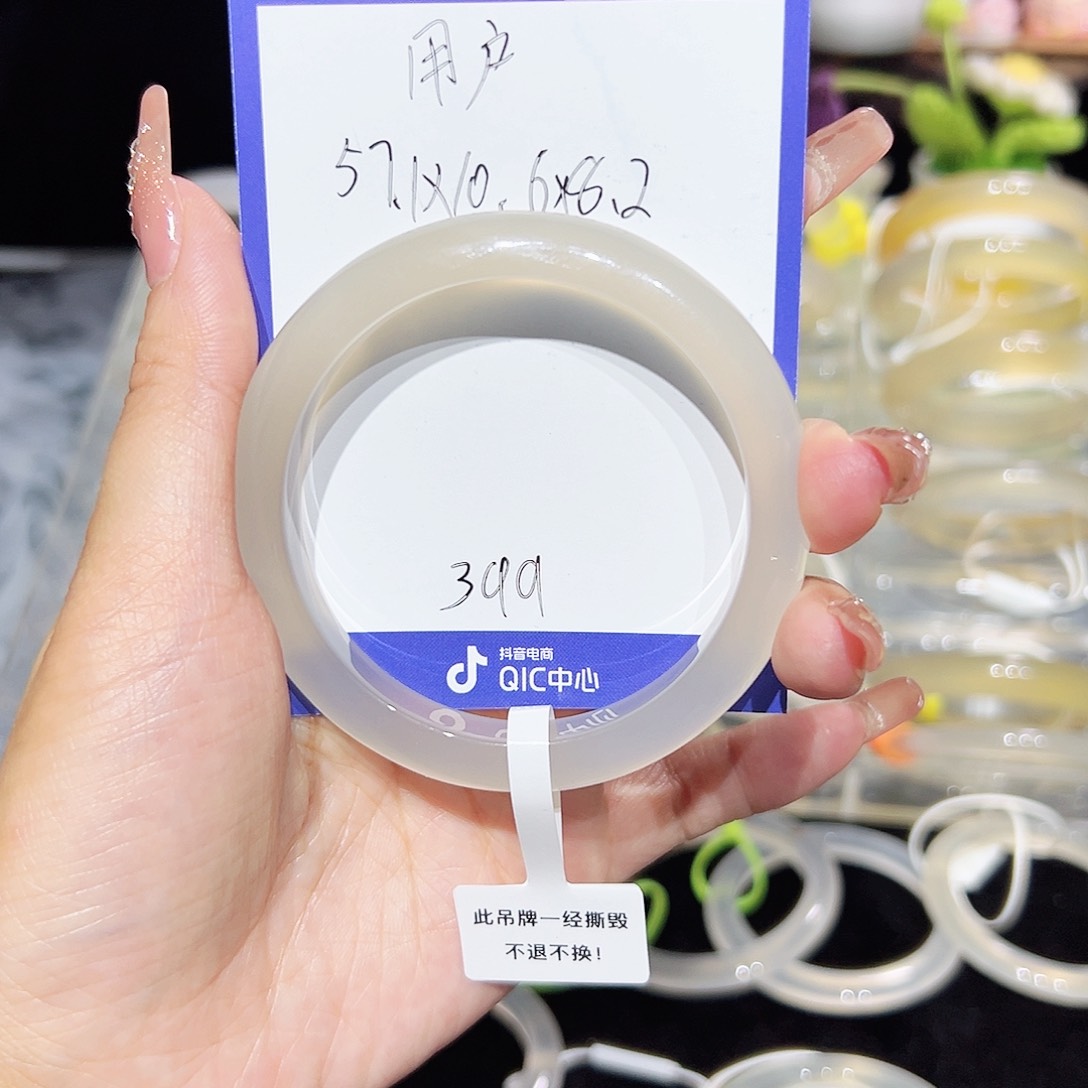 用户
57.1x10.6x8.2
399
抖音电商
QIC中心
此吊牌一经撕毁
不退不换!